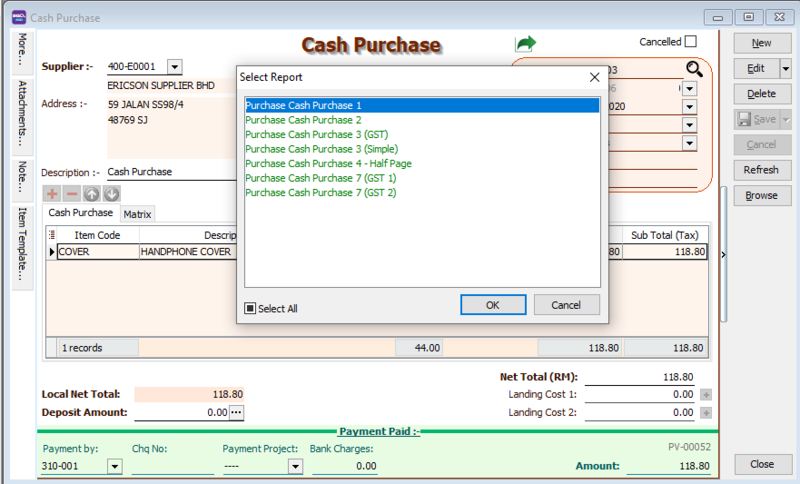 Cash Purchase
Cash Purchase
Cancelled
New
Edit
Delete
Save
Cancel
Refresh
Browse
Close
More...
Attachments...
Note...
Item Template...
Supplier :- 400-E0001
ERICSON SUPPLIER BHD
Address :- 59 JALAN SS98/4
48769 SJ
Description :- Cash Purchase
Select Report
Purchase Cash Purchase 1
Purchase Cash Purchase 2
Purchase Cash Purchase 3 (GST)
Purchase Cash Purchase 3 (Simple)
Purchase Cash Purchase 4 - Half Page
Purchase Cash Purchase 7 (GST 1)
Purchase Cash Purchase 7 (GST 2)
Select All
OK
Cancel
03
020
Cash Purchase Matrix
Item Code Descrip Sub Total (Tax)
COVER HANDPHONE COVER 80 118.80
1 records 44.00 118.80 118.80
Net Total (RM): 118.80
Local Net Total: 118.80
Landing Cost 1: 0.00
Deposit Amount: 0.00
Landing Cost 2: 0.00
Payment Paid :-
Payment by: Chq No: Payment Project: Bank Charges: PV-00052
310-001 ---- 0.00 Amount: 118.80